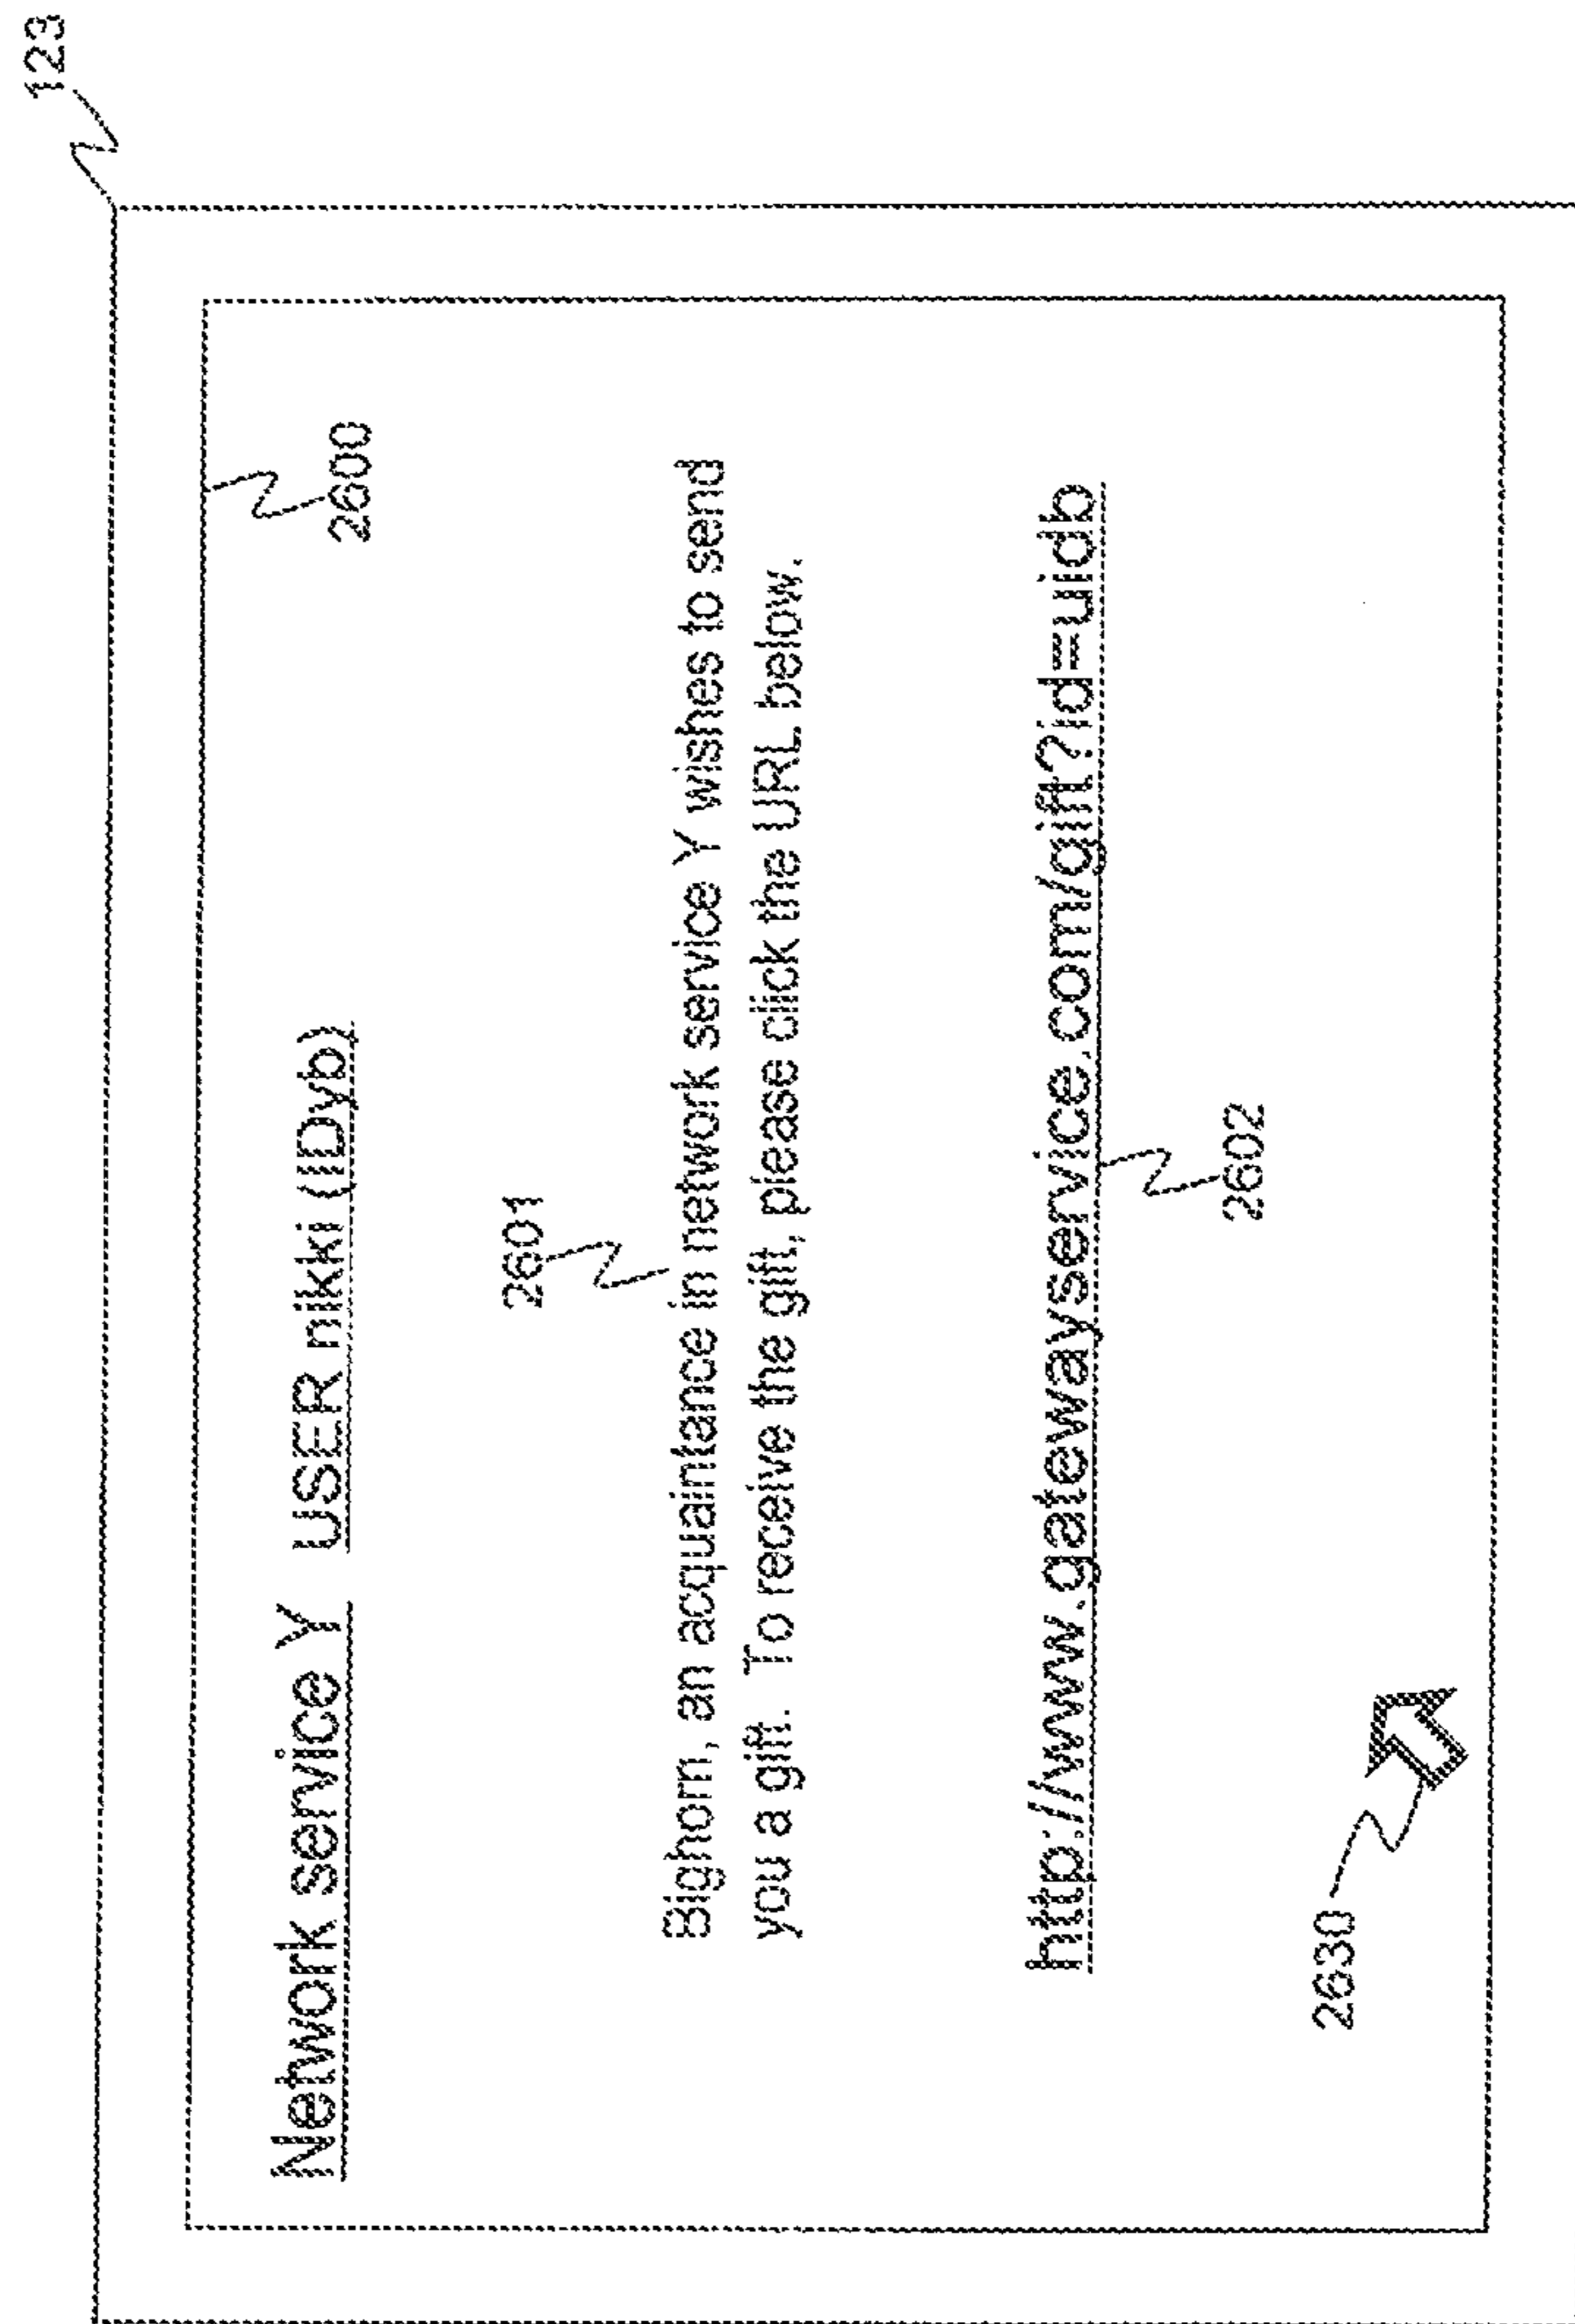 123
2600
Network service Y USER nikki (IDyb)
2601
Bighorn, an acquaintance in network service Y wishes to send
you a gift. To receive the gift, please click the URL below.
http://www.gatewayservice.com/gift?id=uidb
2602
2630